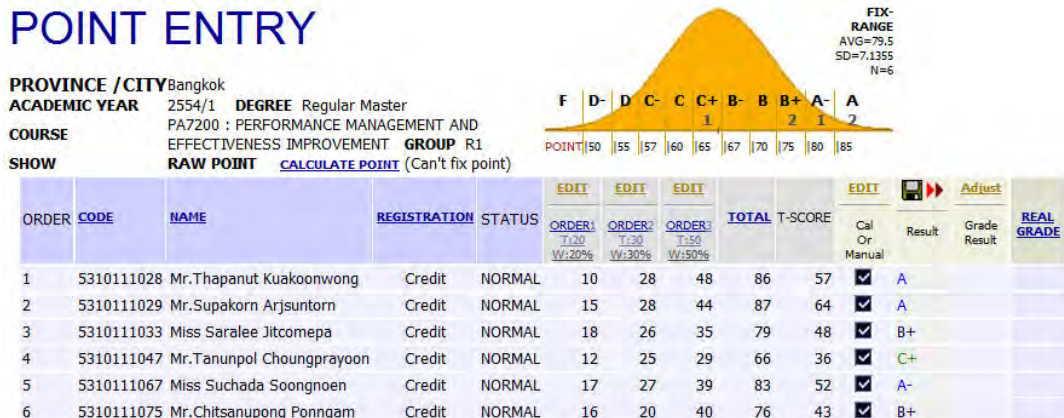 POINT ENTRY
PROVINCE /CITY Bangkok
ACADEMIC YEAR 2554/1 DEGREE Regular Master
COURSE PA7200 : PERFORMANCE MANAGEMENT AND
EFFECTIVENESS IMPROVEMENT GROUP R1
SHOW RAW POINT CALCULATE POINT (Can't fix point)
FIX-
RANGE
AVG=79.5
SD=7.1355
N=6
F D- D C- C C+ B- B B+ A- A
1 2 1 2
POINT 50 55 57 60 65 67 70 75 80 85
EDIT EDIT EDIT EDIT Adjust
ORDER CODE NAME REGISTRATION STATUS ORDER1 ORDER2 ORDER3 TOTAL T-SCORE Cal Or Manual Result Grade Result REAL GRADE
T:20 T:30 T:50
W:20% W:30% W:50%
1 5310111028 Mr.Thapanut Kuakoonwong Credit NORMAL 10 28 48 86 57 A
2 5310111029 Mr.Supakorn Arjsuntorn Credit NORMAL 15 28 44 87 64 A
3 5310111033 Miss Saralee Jitcomepa Credit NORMAL 18 26 35 79 48 B+
4 5310111047 Mr.Tanunpol Choungprayoon Credit NORMAL 12 25 29 66 36 C+
5 5310111067 Miss Suchada Soongnoen Credit NORMAL 17 27 39 83 52 A-
6 5310111075 Mr.Chitsanupong Ponngam Credit NORMAL 16 20 40 76 43 B+